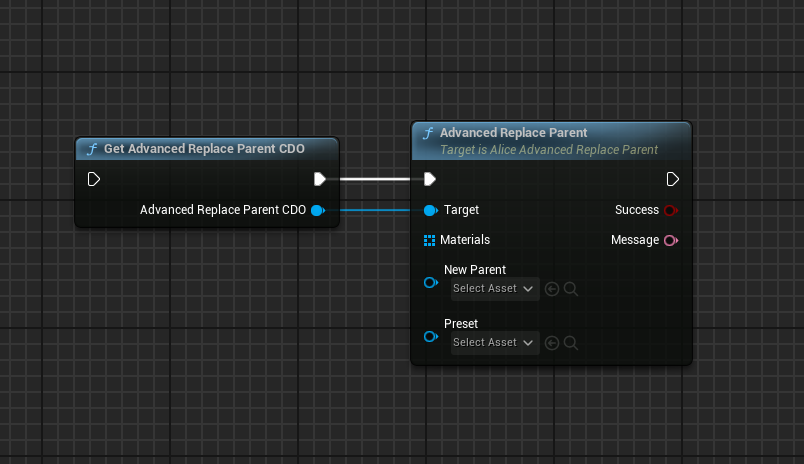 Get Advanced Replace Parent CDO
Advanced Replace Parent CDO
Advanced Replace Parent
Target is Alice Advanced Replace Parent
Target
Success
Materials
Message
New Parent
Select Asset
Preset
Select Asset